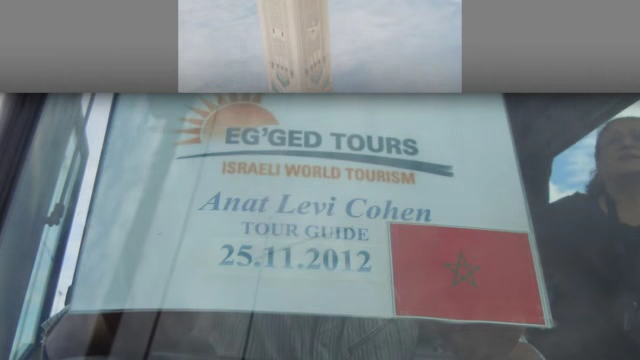 EG'GED TOURS
ISRAELI WORLD TOURISM
Anat Levi Cohen
TOUR GUIDE
25.11.2012